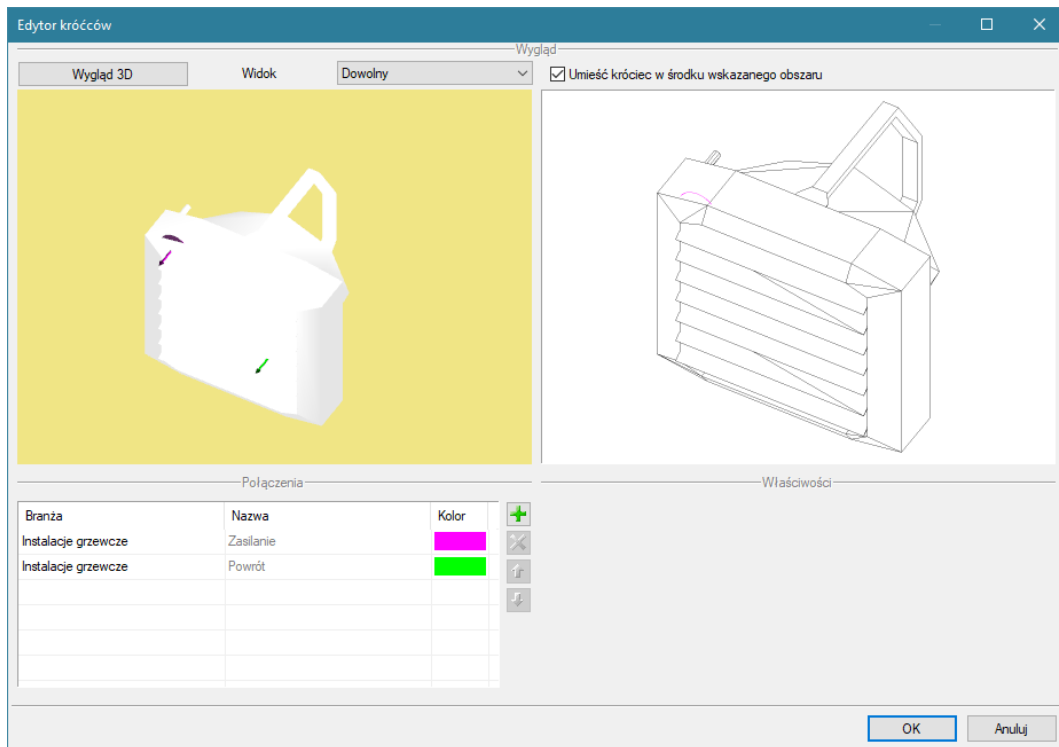 Edytor króćców
Wygląd
Wygląd 3D Widok Dowolny Umieść króciec w środku wskazanego obszaru
Połączenia Właściwości
Branża Nazwa Kolor
Instalacje grzewcze Zasilanie
Instalacje grzewcze Powrót
OK Anuluj